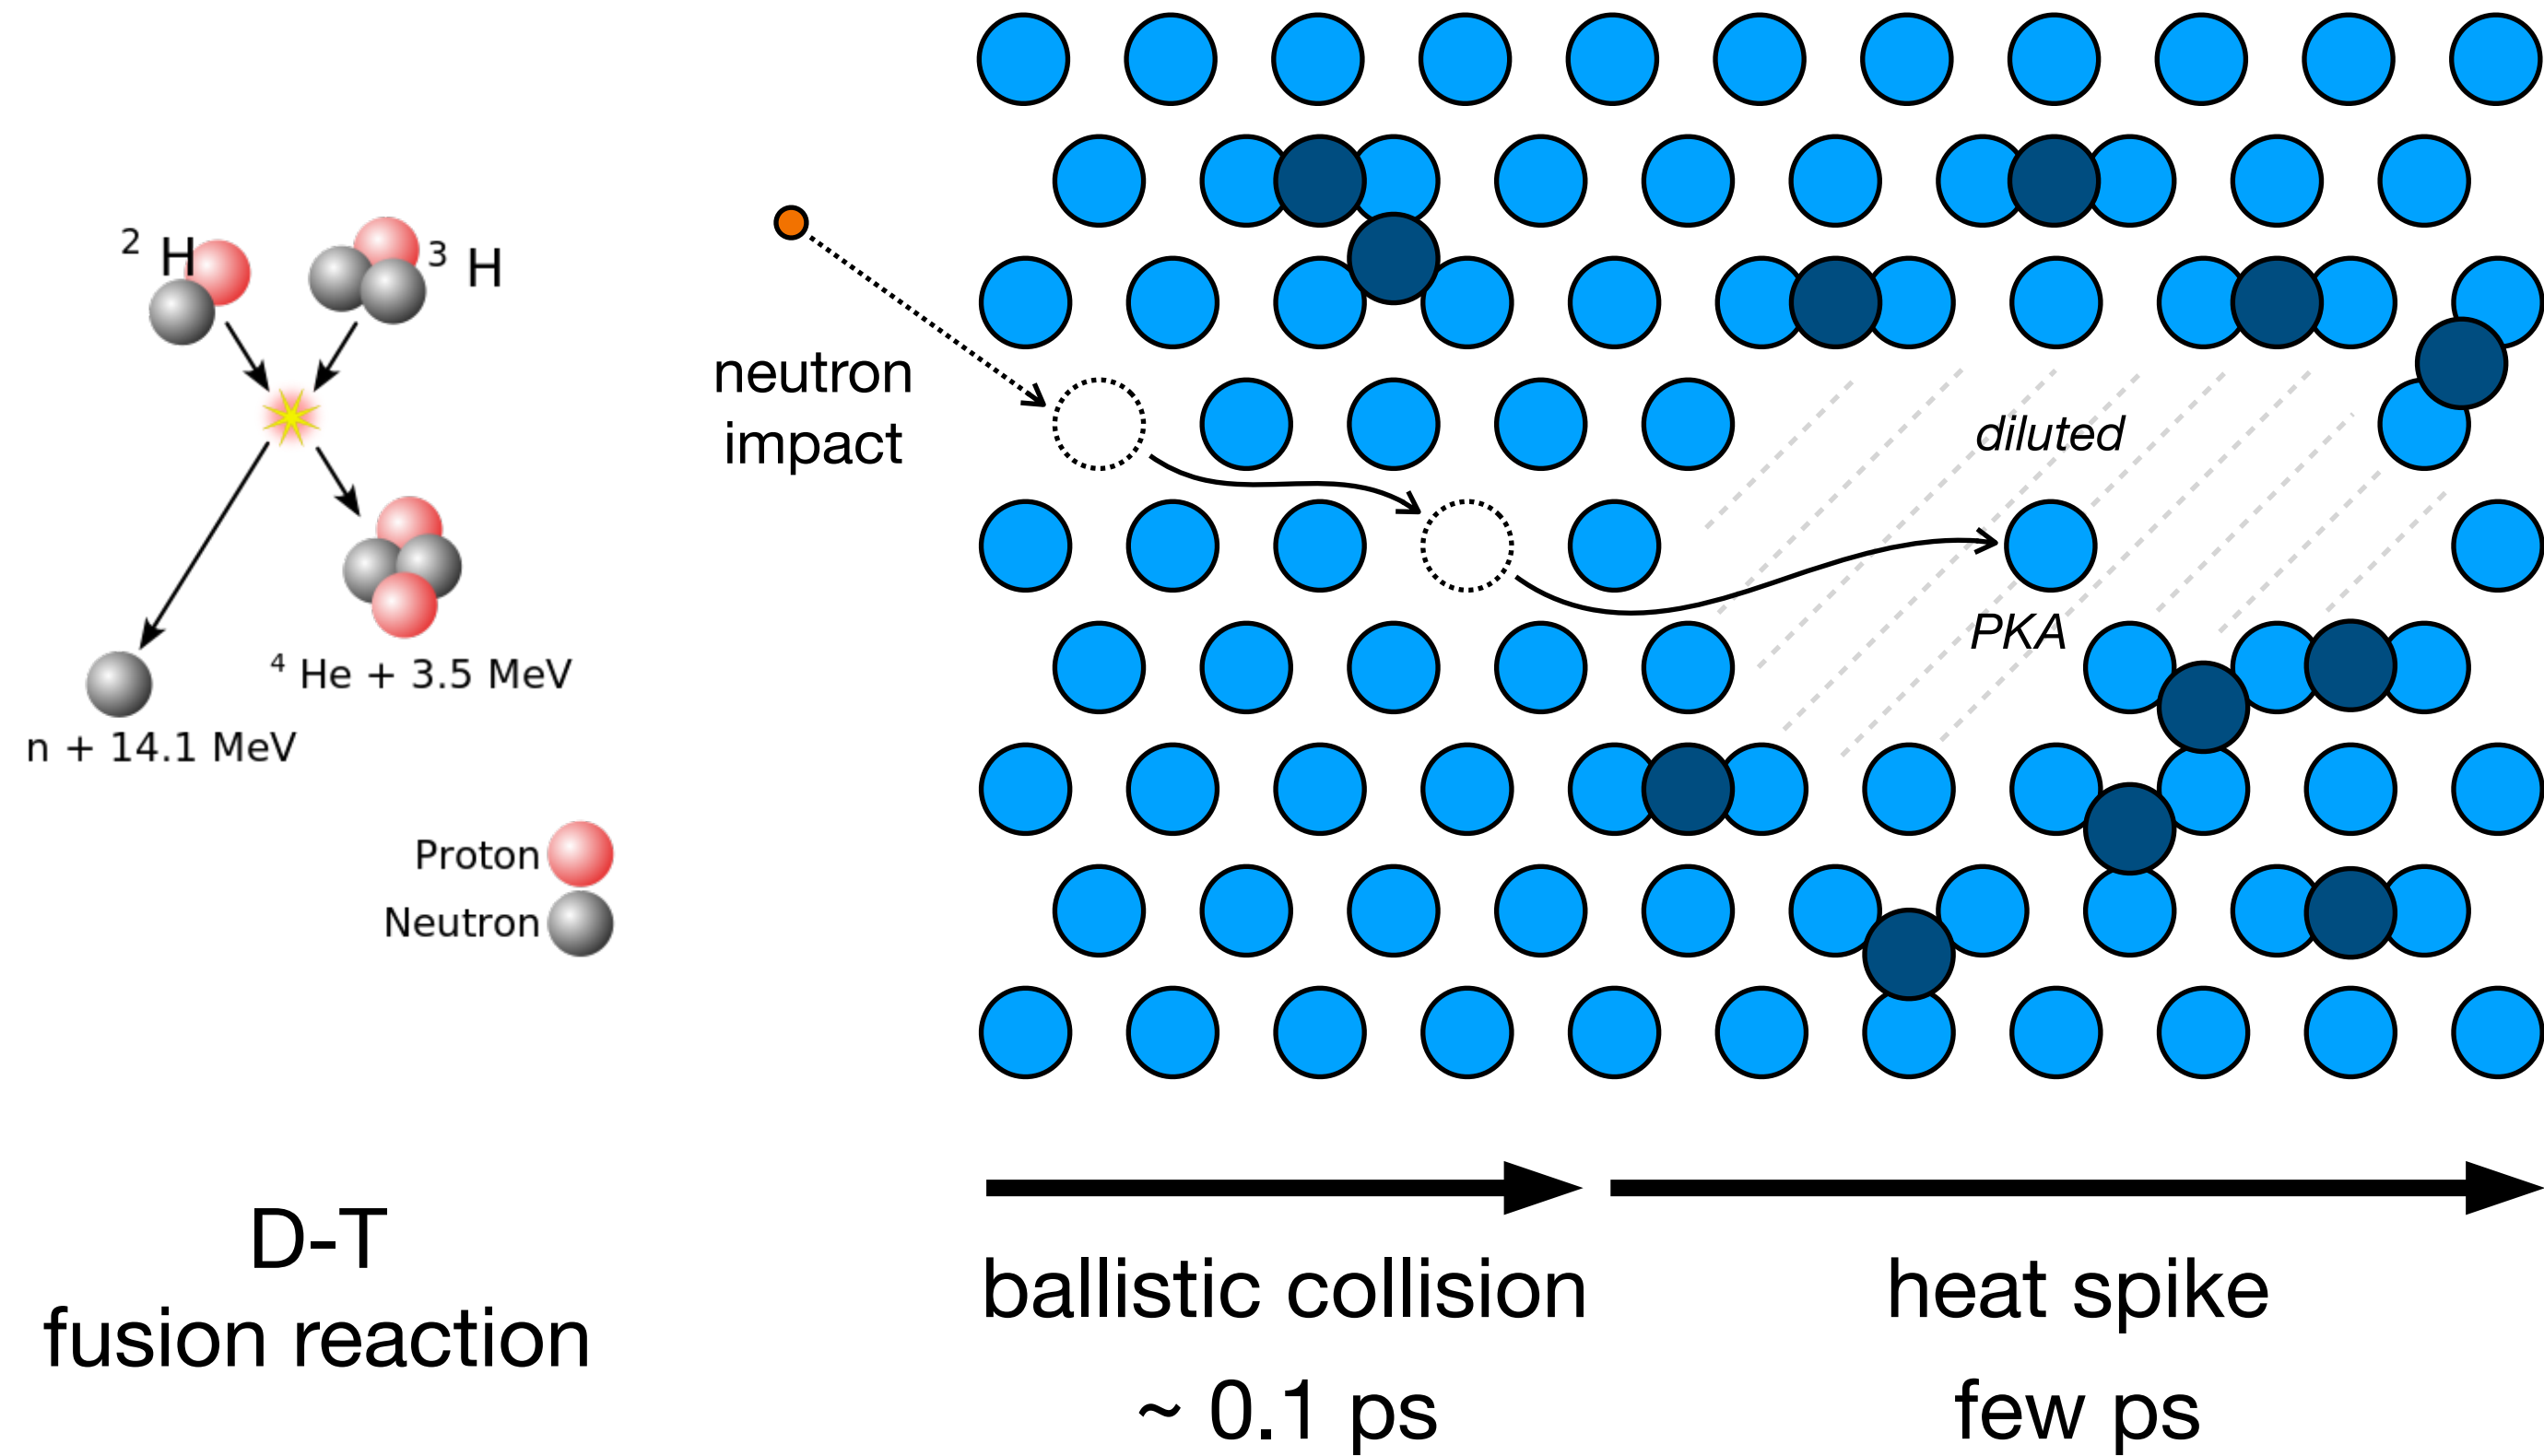 2 H
3 H
4 He + 3.5 MeV
n + 14.1 MeV
Proton
Neutron
D-T
fusion reaction
neutron
impact
diluted
PKA
ballistic collision
~ 0.1 ps
heat spike
few ps